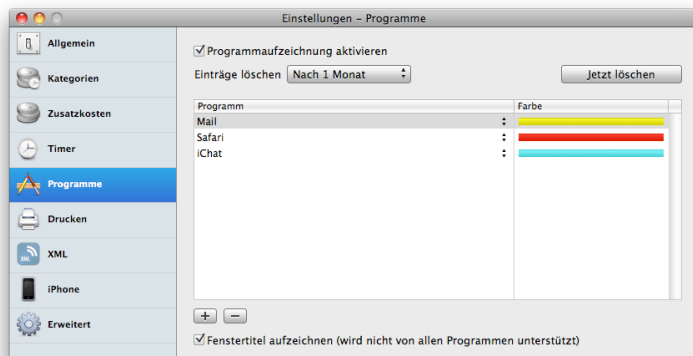 Einstellungen – Programme
Allgemein
Kategorien
Zusatzkosten
Timer
Programme
Drucken
XML
XML
iPhone
Erweitert
Programmaufzeichnung aktivieren
Einträge löschen Nach 1 Monat Jetzt löschen
Programm Farbe
Mail
Safari
iChat
+ −
Fenstertitel aufzeichnen (wird nicht von allen Programmen unterstützt)